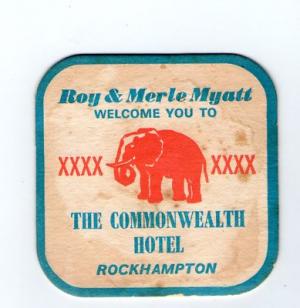 Roy & Merle Myatt
WELCOME YOU TO
XXXX XXXX
THE COMMONWEALTH
HOTEL
ROCKHAMPTON